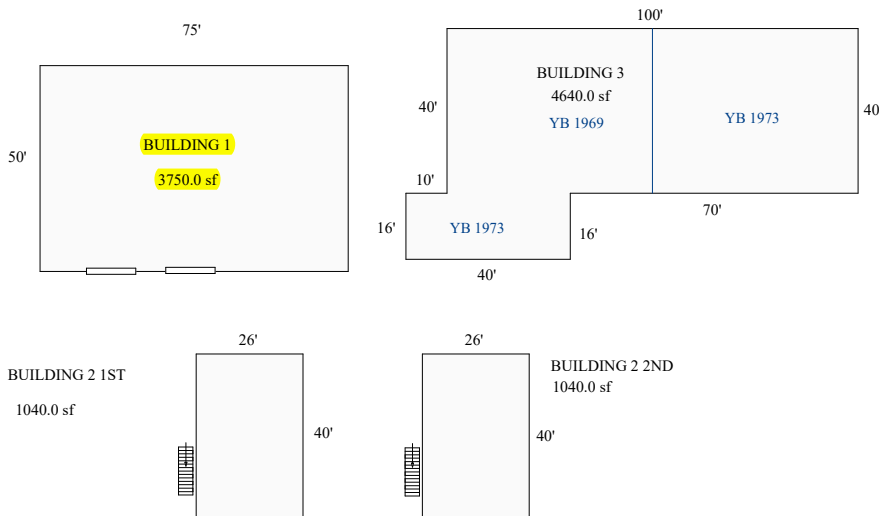 75'
50'
BUILDING 1
3750.0 sf
100'
BUILDING 3
4640.0 sf
YB 1969
YB 1973
40'
40
10'
70'
16'
YB 1973
16'
40'
BUILDING 2 1ST
1040.0 sf
26'
40'
26'
BUILDING 2 2ND
1040.0 sf
40'